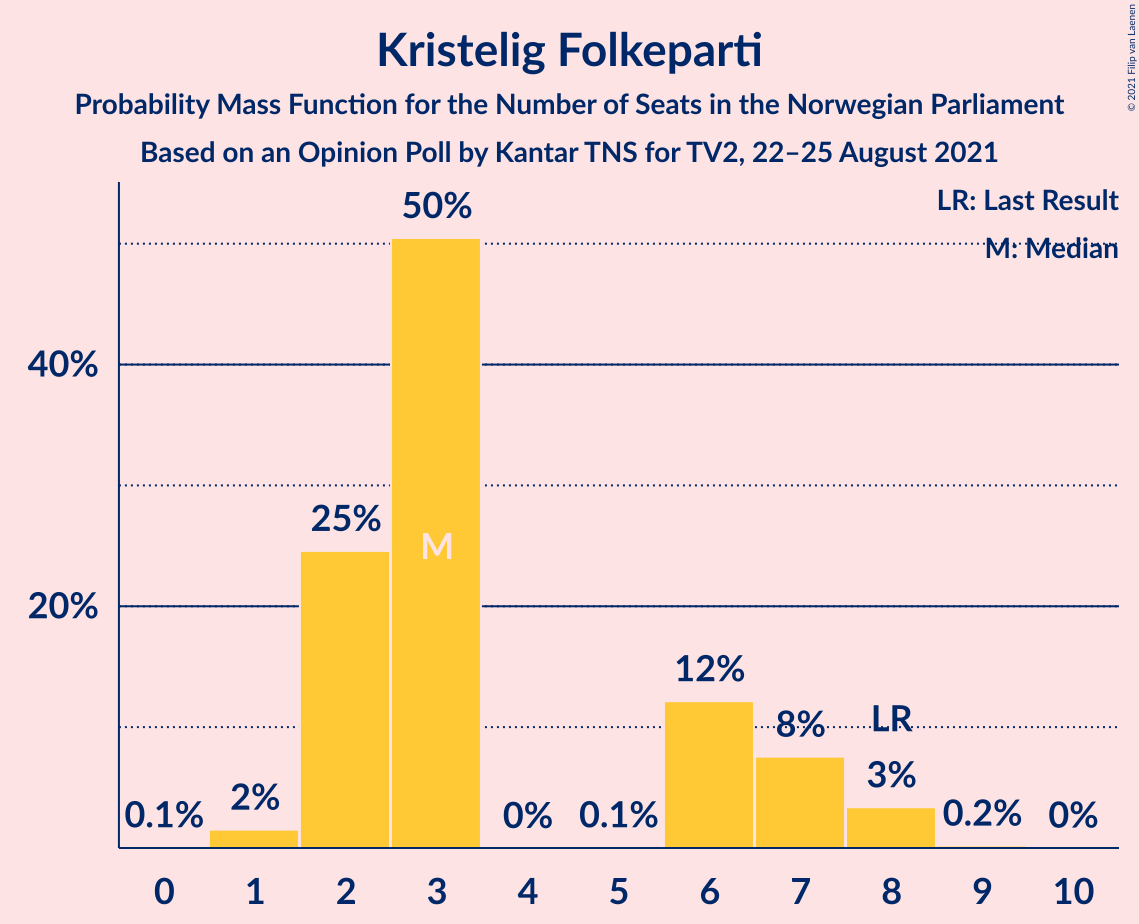 Kristelig Folkeparti
Probability Mass Function for the Number of Seats in the Norwegian Parliament
Based on an Opinion Poll by Kantar TNS for TV2, 22–25 August 2021
© 2021 Filip van Laenen
LR: Last Result
M: Median
50%
40%
25%
M
20%
12%
8%
LR
3%
2%
0.1%
0%
0.1%
0.2%
0%
0 1 2 3 4 5 6 7 8 9 10